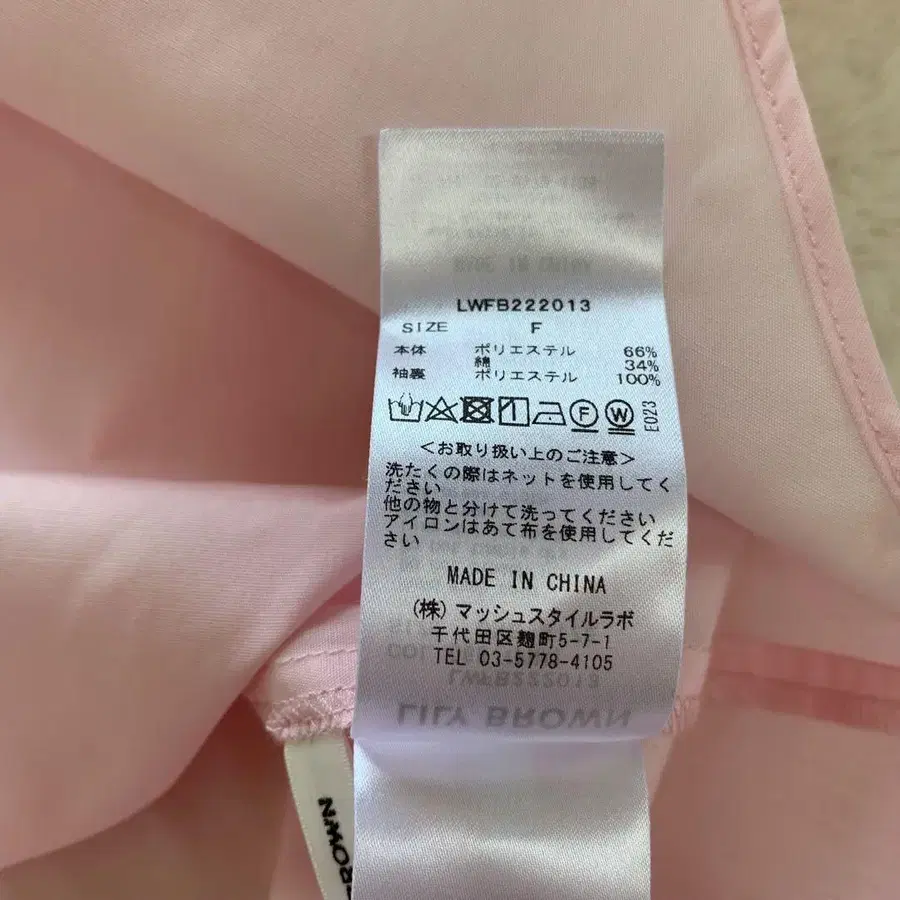 LWFB222013
SIZE F
本体 ポリエステル 66%
綿 34%
袖裏 ポリエステル 100%
F W E023
<お取り扱い上のご注意>
洗たくの際はネットを使用してく
ださい
他の物と分けて洗ってください
アイロンはあて布を使用してくだ
さい
MADE IN CHINA
(株) マッシュスタイルラボ
千代田区麹町5-7-1
TEL 03-5778-4105
LWFB222013
LILY BROWN
ROWN